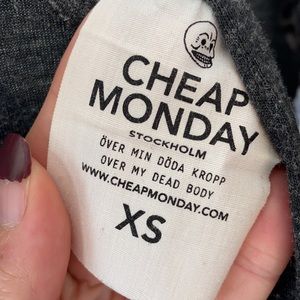 CHEAP
MONDAY
STOCKHOLM
ÖVER MIN DÖDA KROPP
OVER MY DEAD BODY
WWW.CHEAPMONDAY.COM
XS